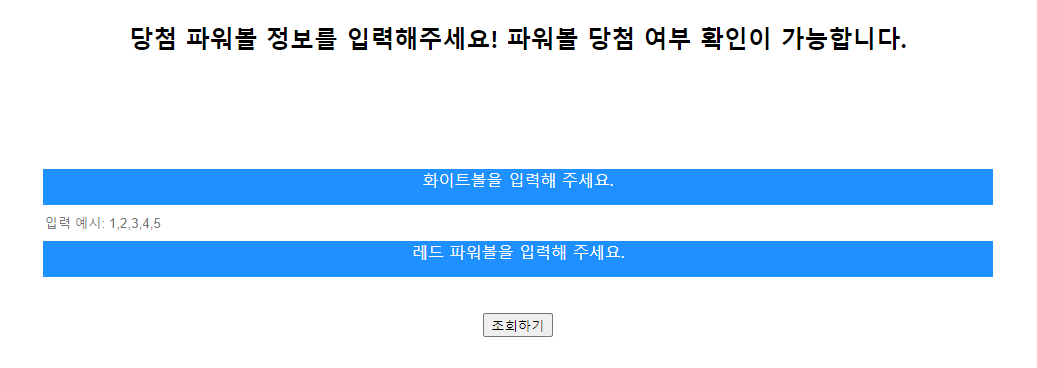 당첨 파워볼 정보를 입력해주세요! 파워볼 당첨 여부 확인이 가능합니다.
화이트볼을 입력해 주세요.
입력 예시: 1,2,3,4,5
레드 파워볼을 입력해 주세요.
조회하기